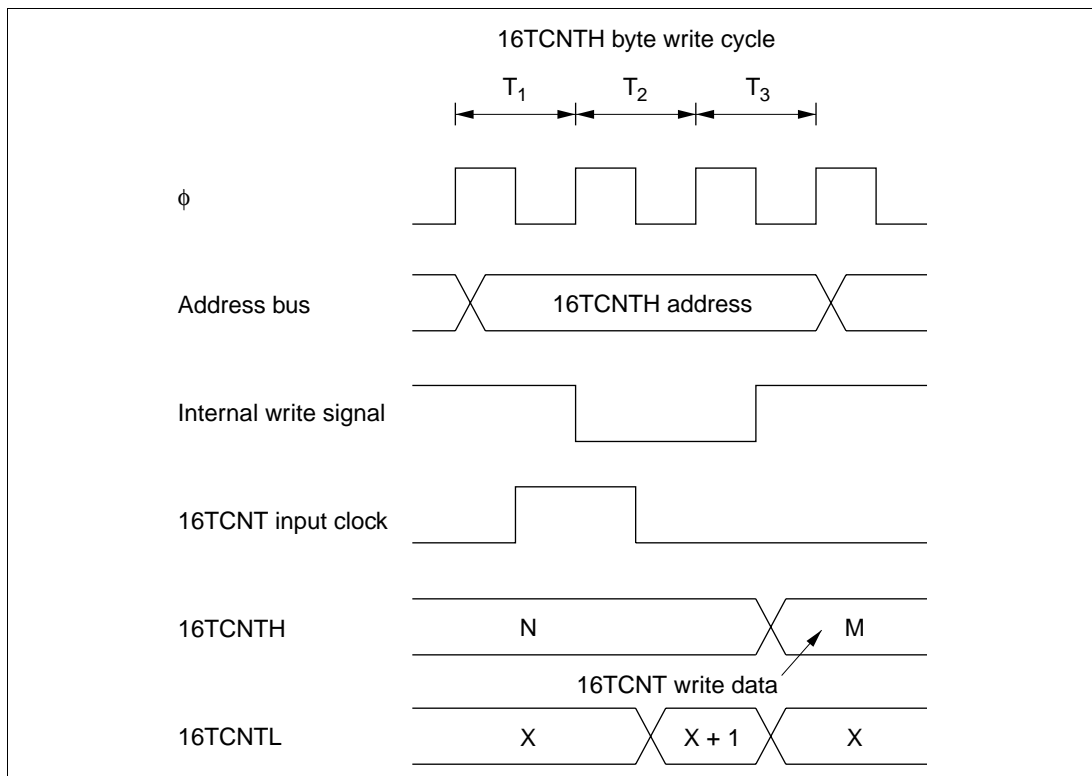 16TCNTH byte write cycle
T1 T2 T3
ϕ
Address bus
16TCNTH address
Internal write signal
16TCNT input clock
16TCNTH
N
M
16TCNT write data
16TCNTL
X
X + 1
X